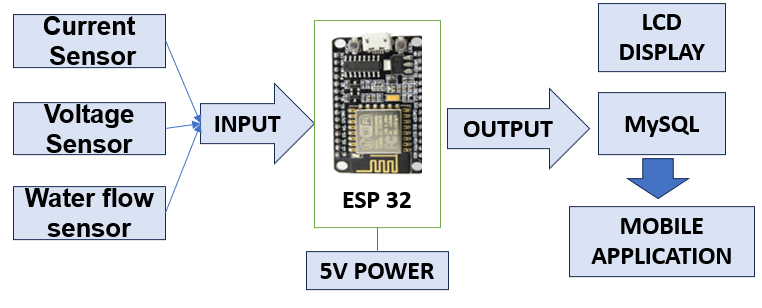 Current
Sensor
Voltage
Sensor
Water flow
sensor
INPUT
ESP 32
5V POWER
OUTPUT
LCD
DISPLAY
MySQL
MOBILE
APPLICATION